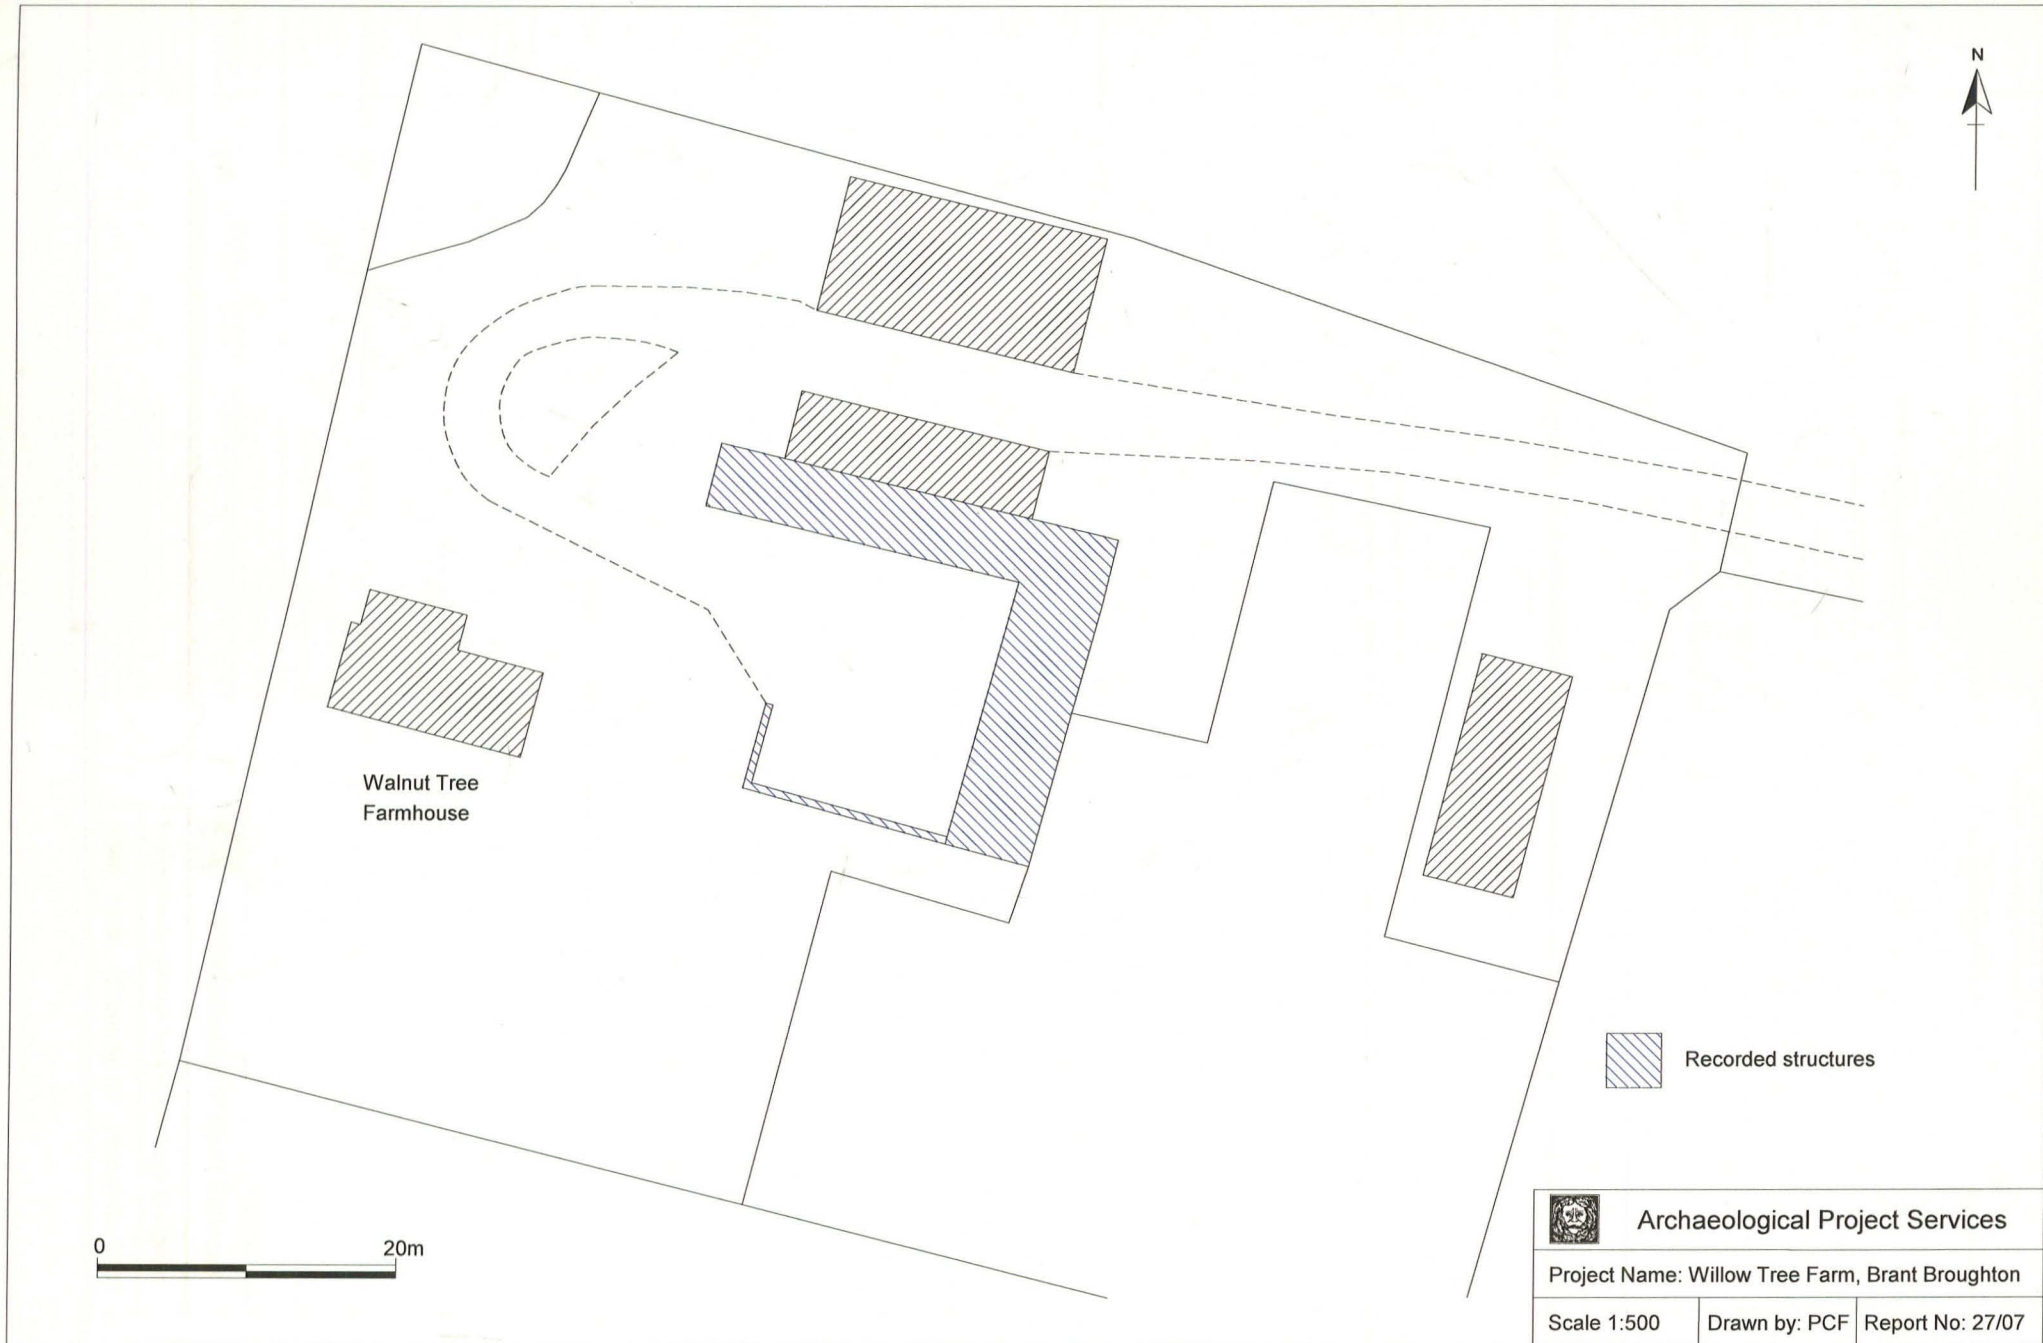 N
Walnut Tree
Farmhouse
Recorded structures
0 20m
Archaeological Project Services
Project Name: Willow Tree Farm, Brant Broughton
Scale 1:500 Drawn by: PCF Report No: 27/07